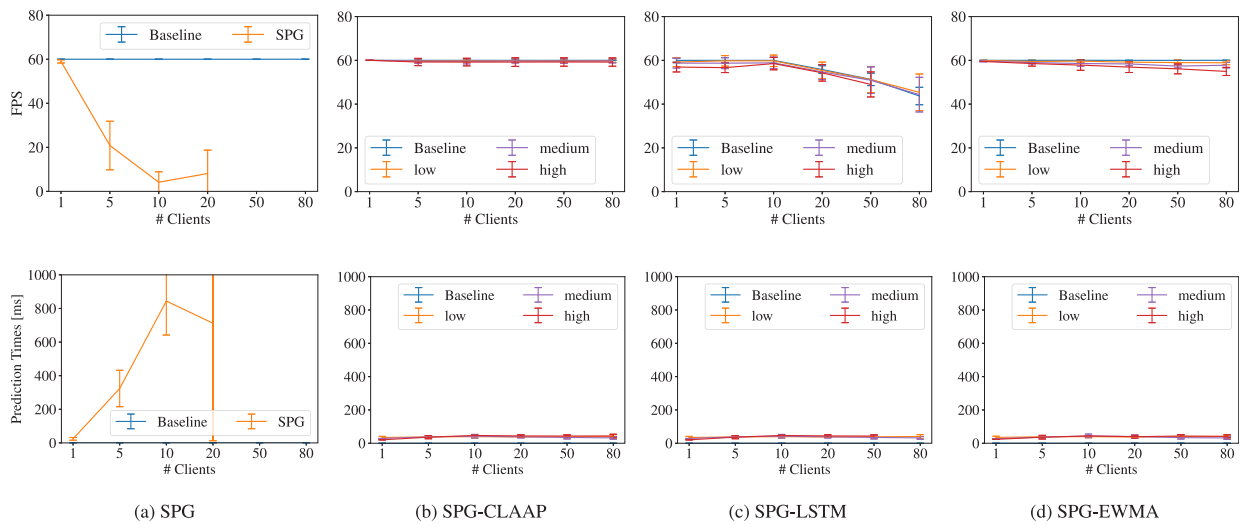 80
60
40
20
0
FPS
Baseline SPG
1 5 10 20 50 80
# Clients
80
60
40
20
0
Baseline medium
low high
1 5 10 20 50 80
# Clients
80
60
40
20
0
Baseline medium
low high
1 5 10 20 50 80
# Clients
80
60
40
20
0
Baseline medium
low high
1 5 10 20 50 80
# Clients
1000
800
600
400
200
0
Prediction Times [ms]
Baseline SPG
1 5 10 20 50 80
# Clients
1000
800
600
400
200
0
Baseline medium
low high
1 5 10 20 50 80
# Clients
1000
800
600
400
200
0
Baseline medium
low high
1 5 10 20 50 80
# Clients
1000
800
600
400
200
0
Baseline medium
low high
1 5 10 20 50 80
# Clients
(a) SPG
(b) SPG-CLAAP
(c) SPG-LSTM
(d) SPG-EWMA